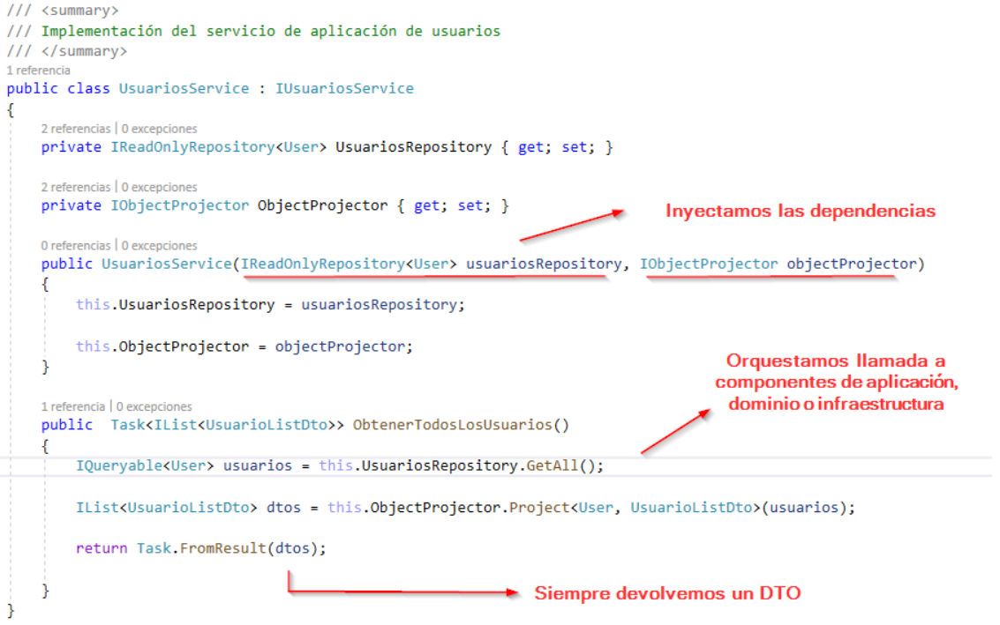 /// <summary>
/// Implementación del servicio de aplicación de usuarios
/// </summary>
1 referencia
public class UsuariosService : IUsuariosService
{
2 referencias | 0 excepciones
private IReadOnlyRepository<User> UsuariosRepository { get; set; }
2 referencias | 0 excepciones
private IObjectProjector ObjectProjector { get; set; }
Inyectamos las dependencias
0 referencias | 0 excepciones
public UsuariosService(IReadOnlyRepository<User> usuariosRepository, IObjectProjector objectProjector)
{
this.UsuariosRepository = usuariosRepository;
this.ObjectProjector = objectProjector;
}
Orquestamos llamada a
componentes de aplicación,
dominio o infraestructura
1 referencia | 0 excepciones
public  Task<IList<UsuarioListDto>> ObtenerTodosLosUsuarios()
{
IQueryable<User> usuarios = this.UsuariosRepository.GetAll();
IList<UsuarioListDto> dtos = this.ObjectProjector.Project<User, UsuarioListDto>(usuarios);
return Task.FromResult(dtos);
}
Siempre devolvemos un DTO
}